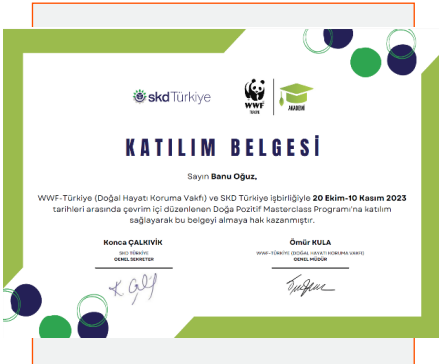 skdTürkiye
WWF
AKADEMİ
KATILIM BELGESİ
Sayın Banu Oğuz,
WWF-Türkiye (Doğal Hayatı Koruma Vakfı) ve SKD Türkiye işbirliğiyle 20 Ekim-10 Kasım 2023
tarihleri arasında çevrim içi düzenlenen Doğa Pozitif Masterclass Programı'na katılım
sağlayarak bu belgeyi almaya hak kazanmıştır.
Konca ÇALKIVİK
SKD TÜRKİYE
GENEL SEKRETER
Ömür KULA
WWF-TÜRKİYE (DOĞAL HAYATI KORUMA VAKFI)
GENEL MÜDÜR